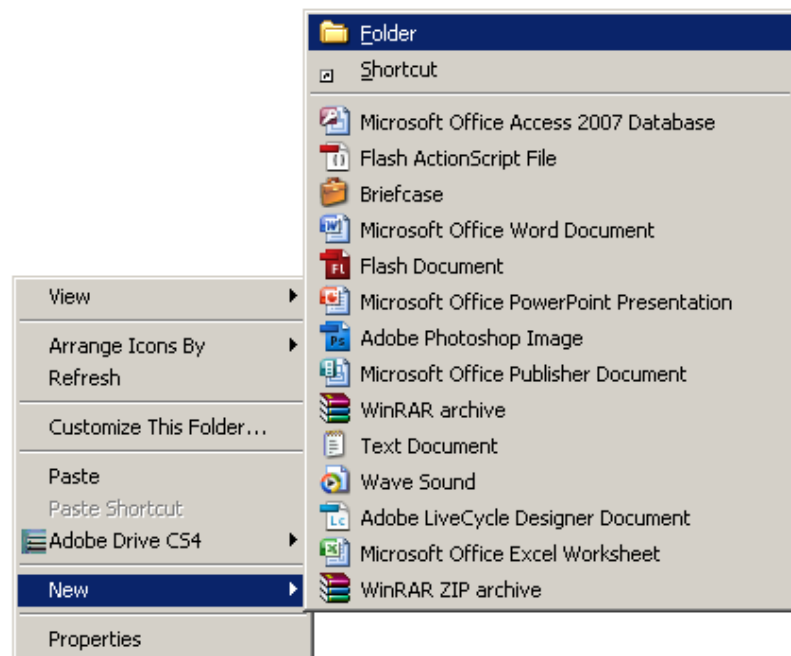 Folder
Shortcut
Microsoft Office Access 2007 Database
Flash ActionScript File
Briefcase
Microsoft Office Word Document
Flash Document
Microsoft Office PowerPoint Presentation
Adobe Photoshop Image
Microsoft Office Publisher Document
WinRAR archive
Text Document
Wave Sound
Adobe LiveCycle Designer Document
Microsoft Office Excel Worksheet
WinRAR ZIP archive
View
Arrange Icons By
Refresh
Customize This Folder...
Paste
Paste Shortcut
Adobe Drive CS4
New
Properties